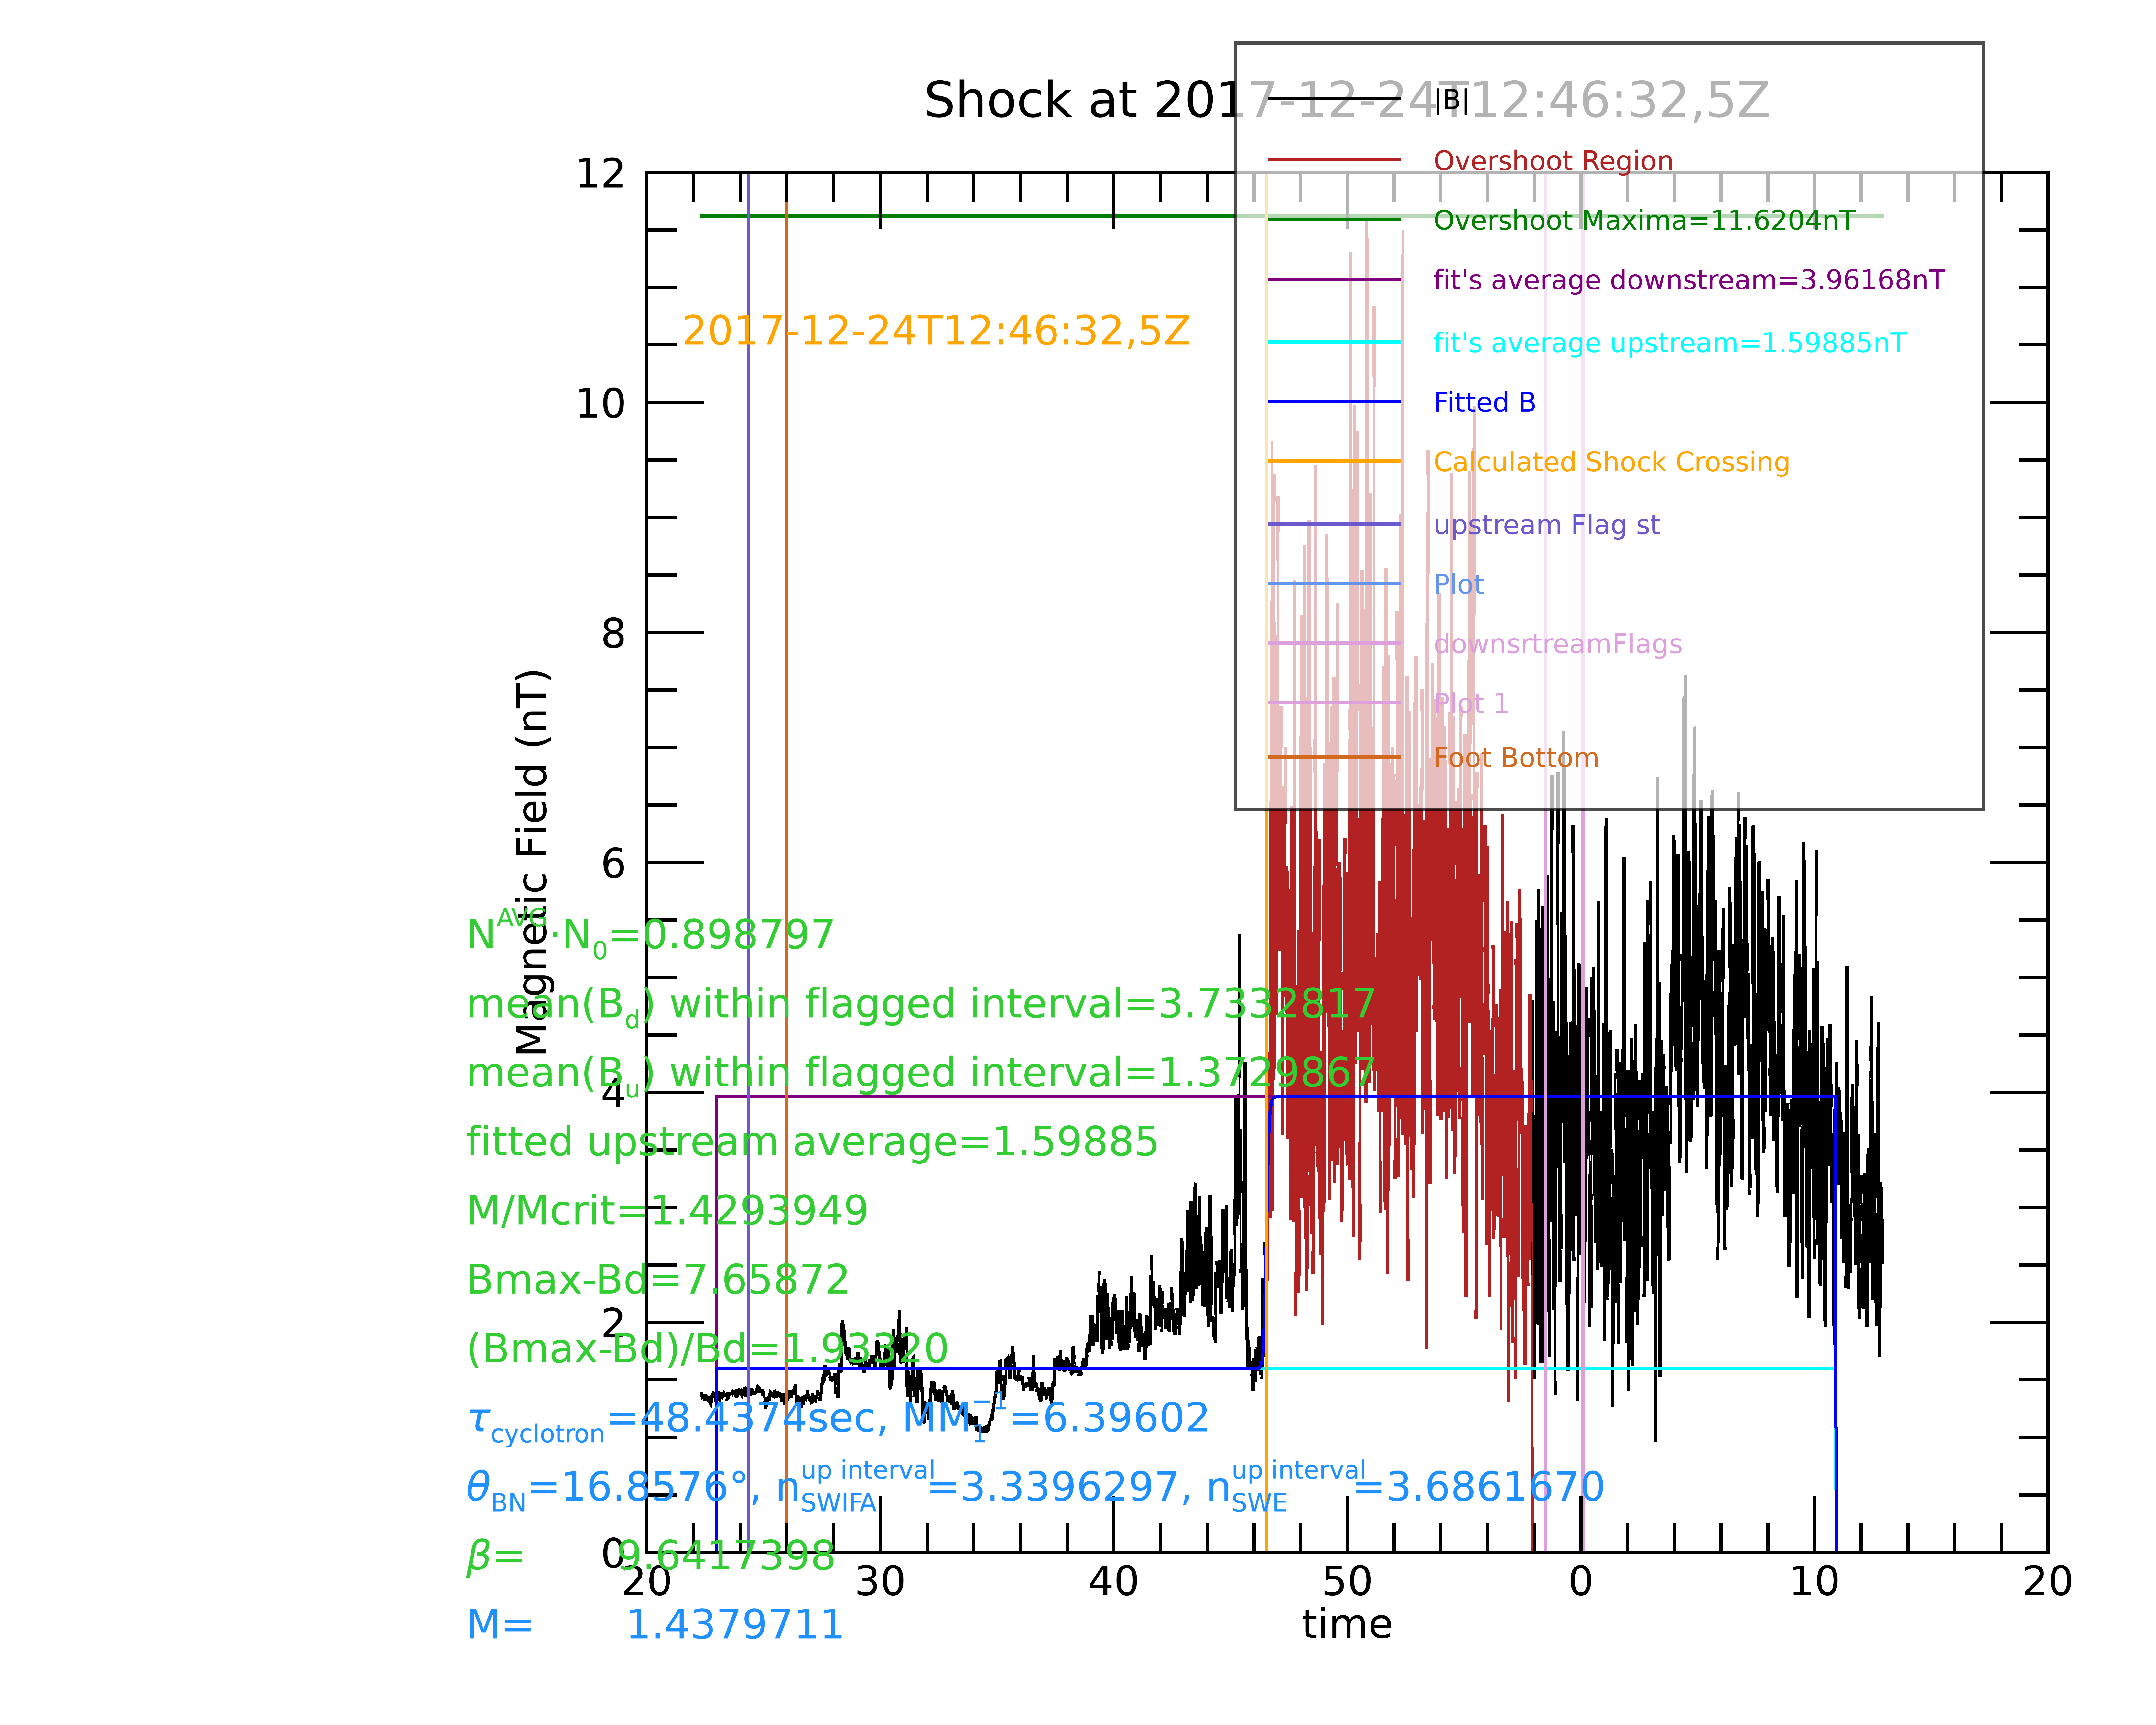 Shock at 2017-12-24T12:46:32,5Z
|B|
Overshoot Region
Overshoot Maxima=11.6204nT
fit's average downstream=3.96168nT
fit's average upstream=1.59885nT
Fitted B
Calculated Shock Crossing
upstream Flag st
Plot
downsrtreamFlags
Plot 1
Foot Bottom
2017-12-24T12:46:32,5Z
12
10
8
6
4
2
0
Magnetic Field (nT)
N^AVG·N_0=0.898797
mean(B_d) within flagged interval=3.7332817
mean(B_u) within flagged interval=1.3729867
fitted upstream average=1.59885
M/Mcrit=1.4293949
Bmax-Bd=7.65872
(Bmax-Bd)/Bd=1.93320
τ_cyclotron=48.4374sec, MM_1^−1=6.39602
θ_BN=16.8576°, n_SWIFA^up interval=3.3396297, n_SWE^up interval=3.6861670
β= 9.6417398
M= 1.4379711
20 30 40 50 0 10 20
time